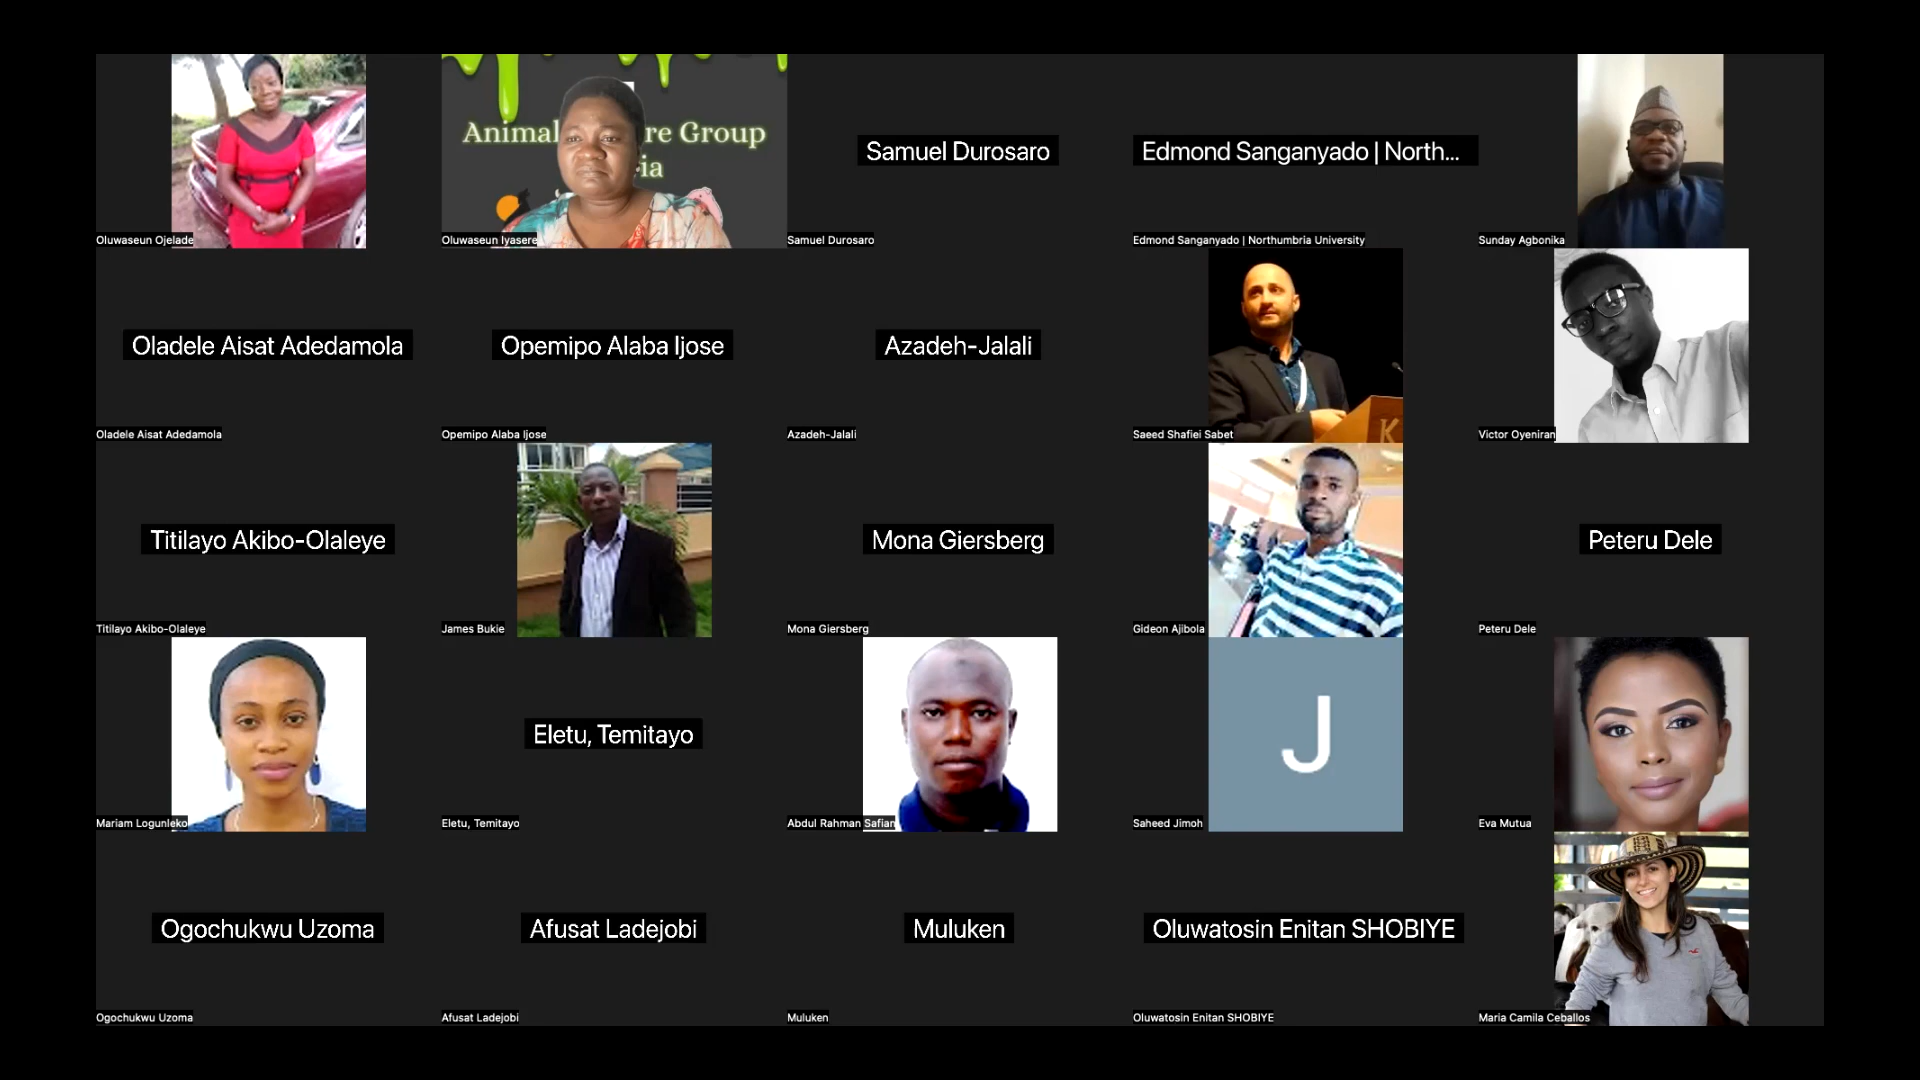 Animal re Group
ia
Samuel Durosaro
Edmond Sanganyado | North...
Oluwaseun Ojelade
Oluwaseun Iyasere
Samuel Durosaro
Edmond Sanganyado | Northumbria University
Sunday Agbonika
Oladele Aisat Adedamola
Opemipo Alaba Ijose
Azadeh-Jalali
K
Oladele Aisat Adedamola
Opemipo Alaba Ijose
Azadeh-Jalali
Saeed Shafiei Sabet
Victor Oyeniran
Titilayo Akibo-Olaleye
Mona Giersberg
Peteru Dele
Titilayo Akibo-Olaleye
James Bukie
Mona Giersberg
Gideon Ajibola
Peteru Dele
Eletu, Temitayo
J
Mariam Logunleko
Eletu, Temitayo
Abdul Rahman Safian
Saheed Jimoh
Eva Mutua
Ogochukwu Uzoma
Afusat Ladejobi
Muluken
Oluwatosin Enitan SHOBIYE
Ogochukwu Uzoma
Afusat Ladejobi
Muluken
Oluwatosin Enitan SHOBIYE
Maria Camila Ceballos